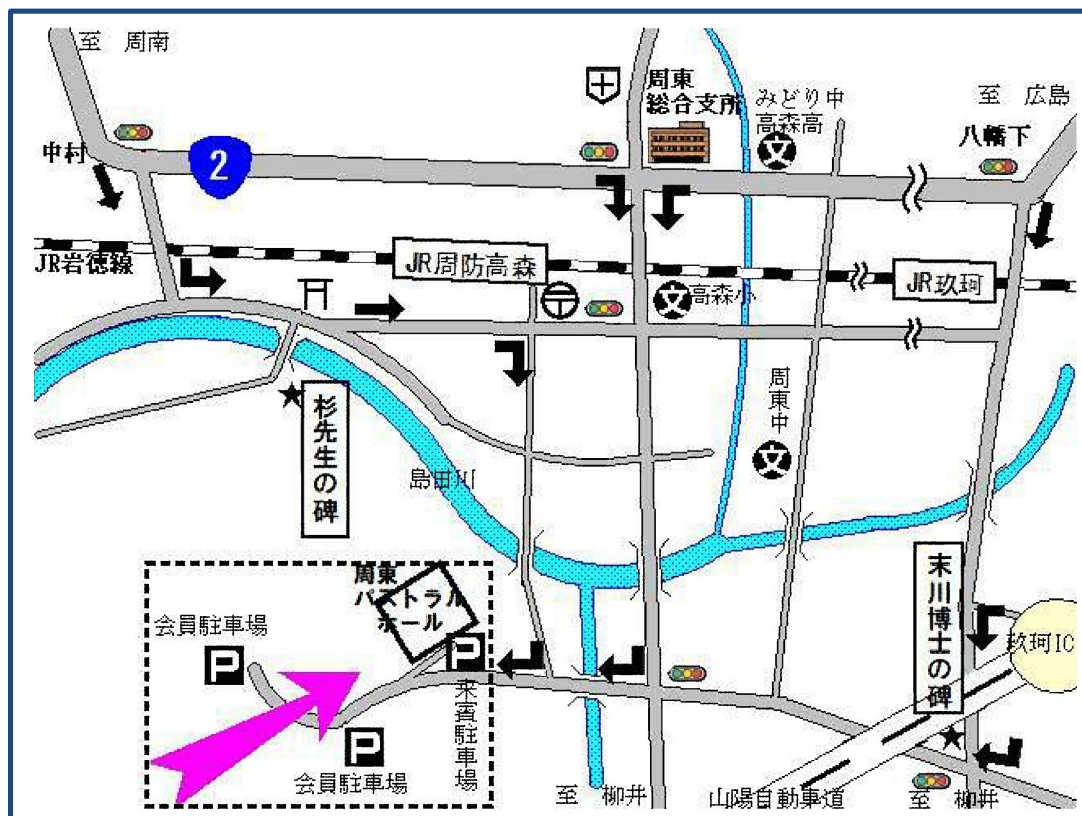 至 周南
周東
総合支所
みどり中
高森高
至 広島
八幡下
中村
2
JR岩徳線
JR周防高森
高森小
JR玖珂
杉先生の碑
島田川
周東中
文
文
文
末川博士の碑
玖珂IC
周東
パストラル
ホール
会員駐車場
P
P
来賓駐車場
P
会員駐車場
至 柳井
山陽自動車道
至 柳井